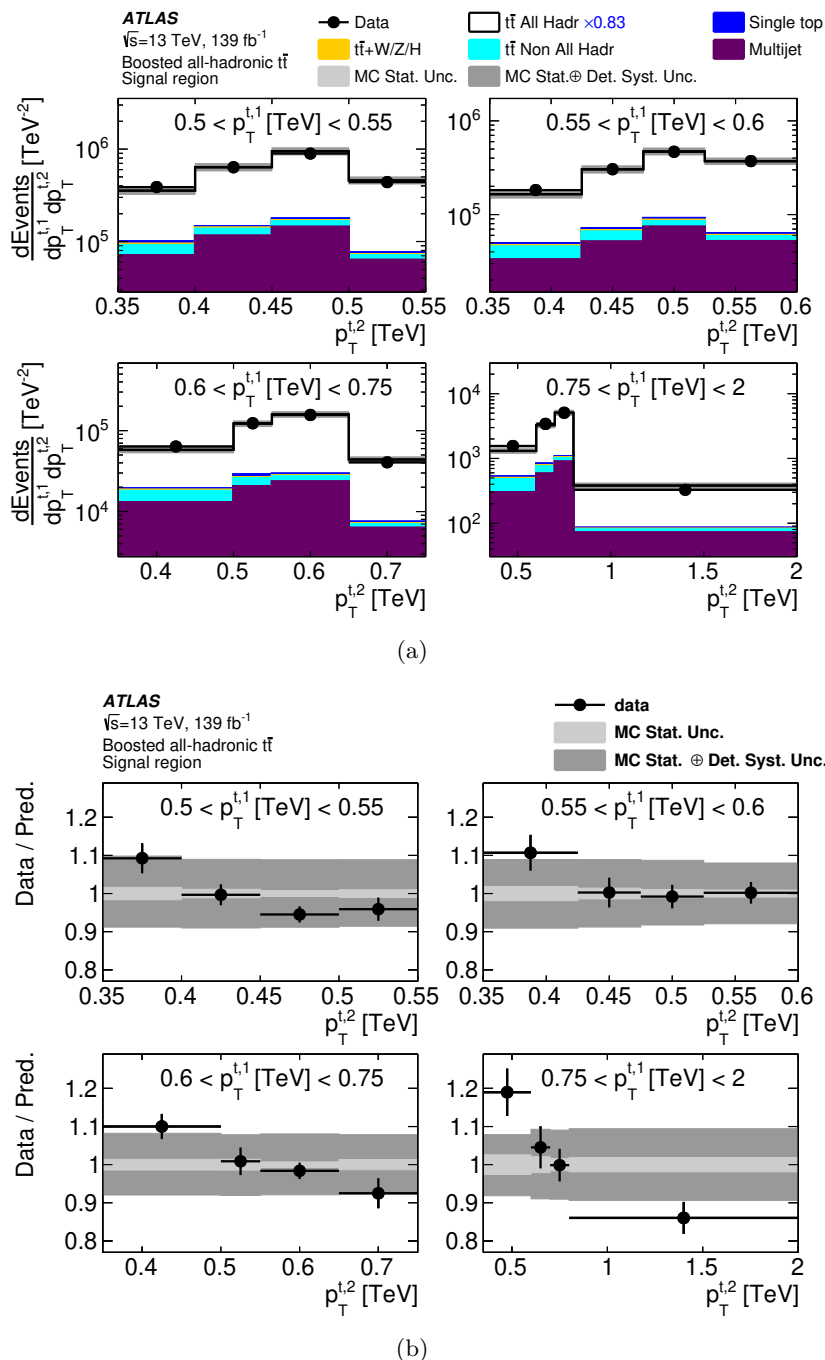 ATLAS
√s=13 TeV, 139 fb⁻¹
Boosted all-hadronic tt̄
Signal region
Data
tt̄ All Hadr ×0.83
Single top
tt̄+W/Z/H
tt̄ Non All Hadr
Multijet
MC Stat. Unc.
MC Stat.⊕ Det. Syst. Unc.
dEvents / dp_T^{t,1} dp_T^{t,2} [TeV⁻²]
0.5 < p_T^{t,1} [TeV] < 0.55
10⁶
10⁵
0.35 0.4 0.45 0.5 0.55
p_T^{t,2} [TeV]
0.55 < p_T^{t,1} [TeV] < 0.6
10⁶
10⁵
0.35 0.4 0.45 0.5 0.55 0.6
p_T^{t,2} [TeV]
dEvents / dp_T^{t,1} dp_T^{t,2} [TeV⁻²]
0.6 < p_T^{t,1} [TeV] < 0.75
10⁵
10⁴
0.4 0.5 0.6 0.7
p_T^{t,2} [TeV]
0.75 < p_T^{t,1} [TeV] < 2
10⁴
10³
10²
0.5 1 1.5 2
p_T^{t,2} [TeV]
(a)
ATLAS
√s=13 TeV, 139 fb⁻¹
Boosted all-hadronic tt̄
Signal region
data
MC Stat. Unc.
MC Stat. ⊕ Det. Syst. Unc.
Data / Pred.
0.5 < p_T^{t,1} [TeV] < 0.55
1.2
1.1
1
0.9
0.8
0.35 0.4 0.45 0.5 0.55
p_T^{t,2} [TeV]
0.55 < p_T^{t,1} [TeV] < 0.6
0.35 0.4 0.45 0.5 0.55 0.6
p_T^{t,2} [TeV]
Data / Pred.
0.6 < p_T^{t,1} [TeV] < 0.75
1.2
1.1
1
0.9
0.8
0.4 0.5 0.6 0.7
p_T^{t,2} [TeV]
0.75 < p_T^{t,1} [TeV] < 2
0.5 1 1.5 2
p_T^{t,2} [TeV]
(b)